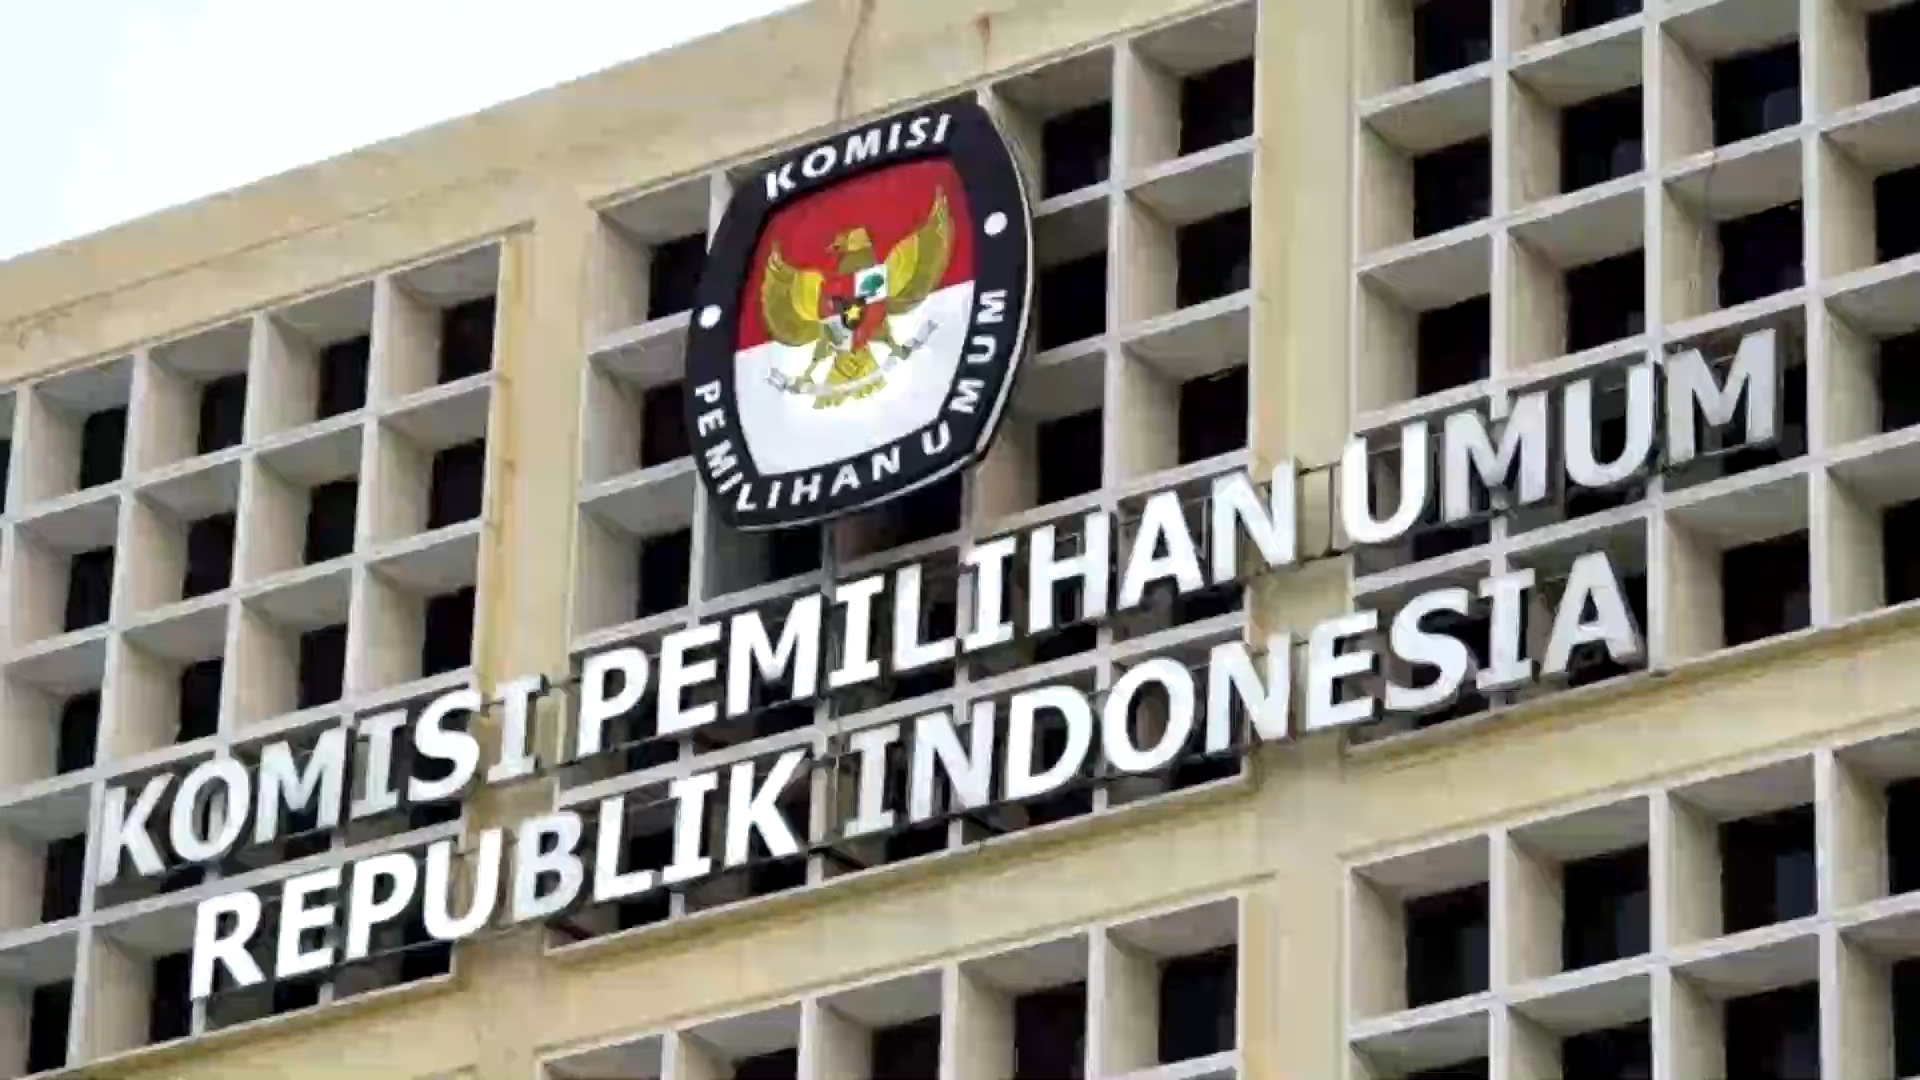 KOMISI
PEMILIHAN UMUM
KOMISI PEMILIHAN UMUM
REPUBLIK INDONESIA